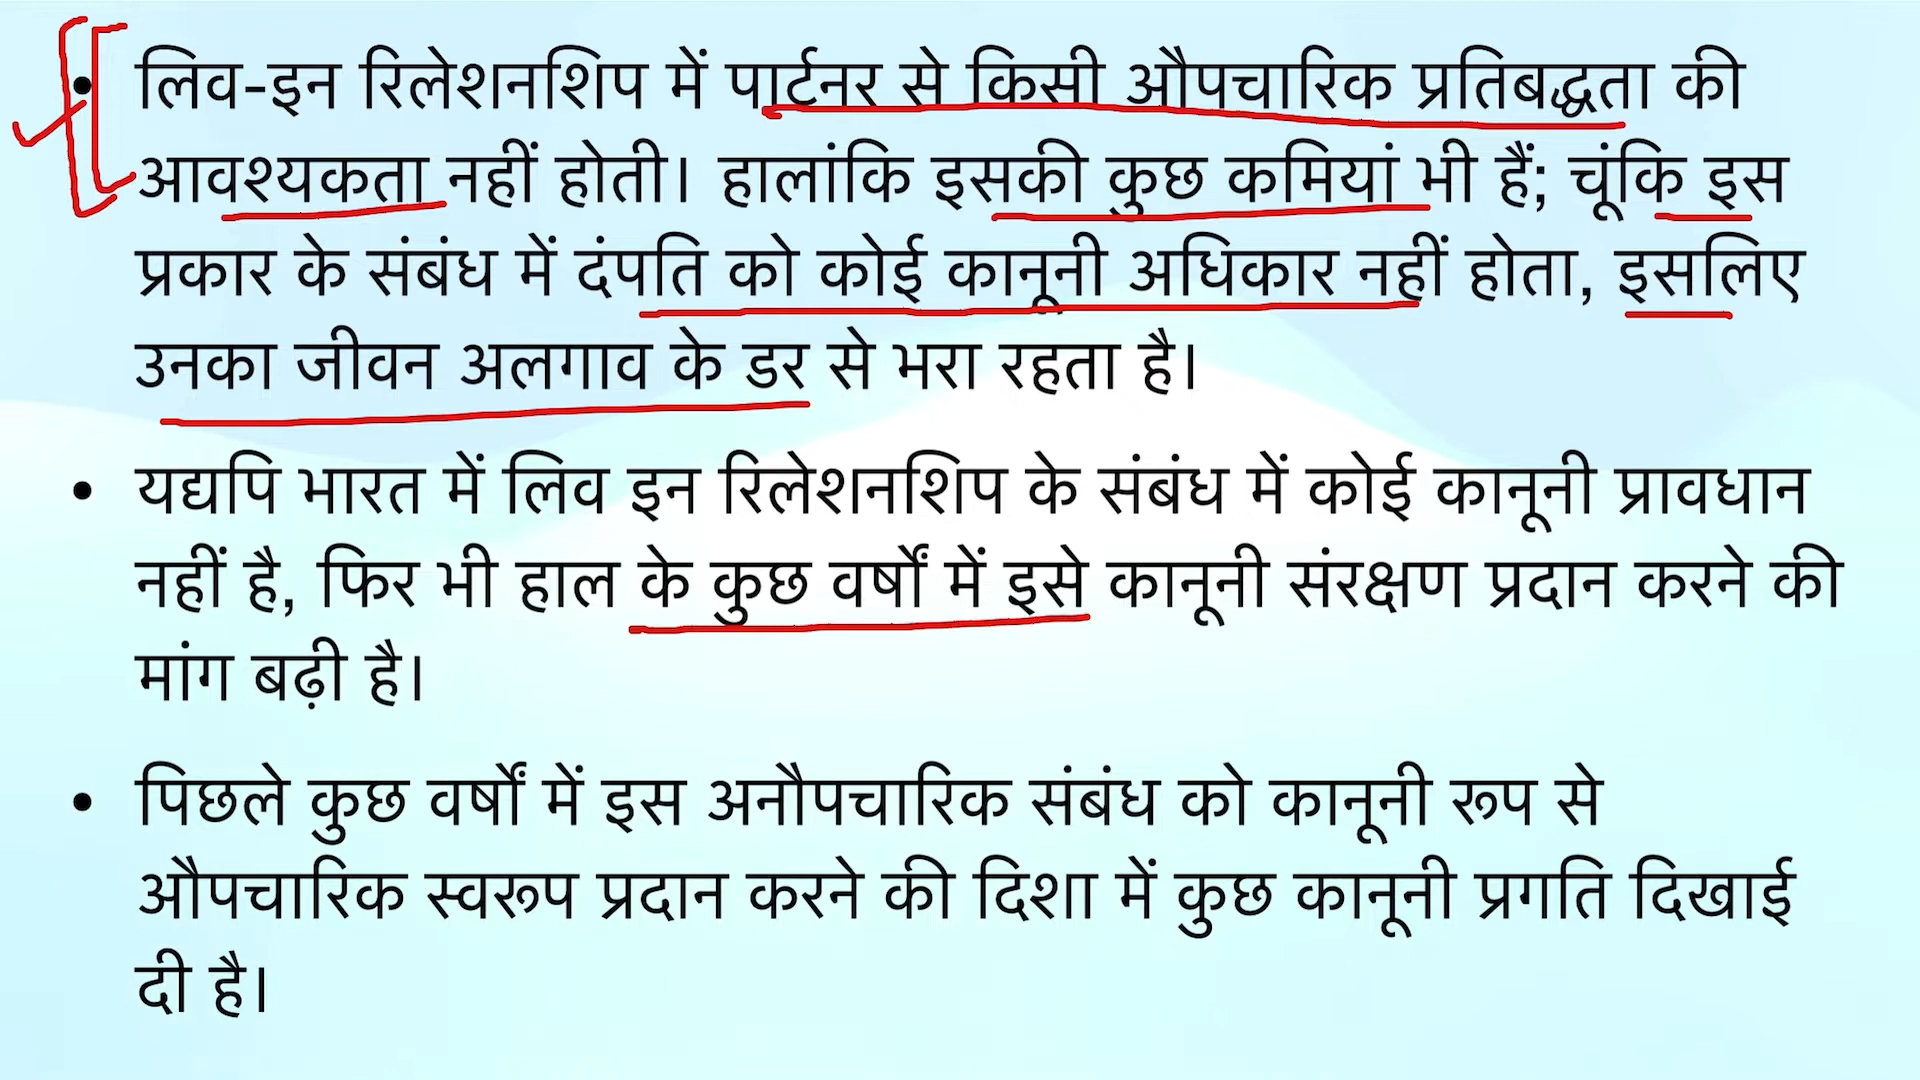 • लिव-इन रिलेशनशिप में पार्टनर से किसी औपचारिक प्रतिबद्धता की
आवश्यकता नहीं होती। हालांकि इसकी कुछ कमियां भी हैं; चूंकि इस
प्रकार के संबंध में दंपति को कोई कानूनी अधिकार नहीं होता, इसलिए
उनका जीवन अलगाव के डर से भरा रहता है।
• यद्यपि भारत में लिव इन रिलेशनशिप के संबंध में कोई कानूनी प्रावधान
नहीं है, फिर भी हाल के कुछ वर्षों में इसे कानूनी संरक्षण प्रदान करने की
मांग बढ़ी है।
• पिछले कुछ वर्षों में इस अनौपचारिक संबंध को कानूनी रूप से
औपचारिक स्वरूप प्रदान करने की दिशा में कुछ कानूनी प्रगति दिखाई
दी है।